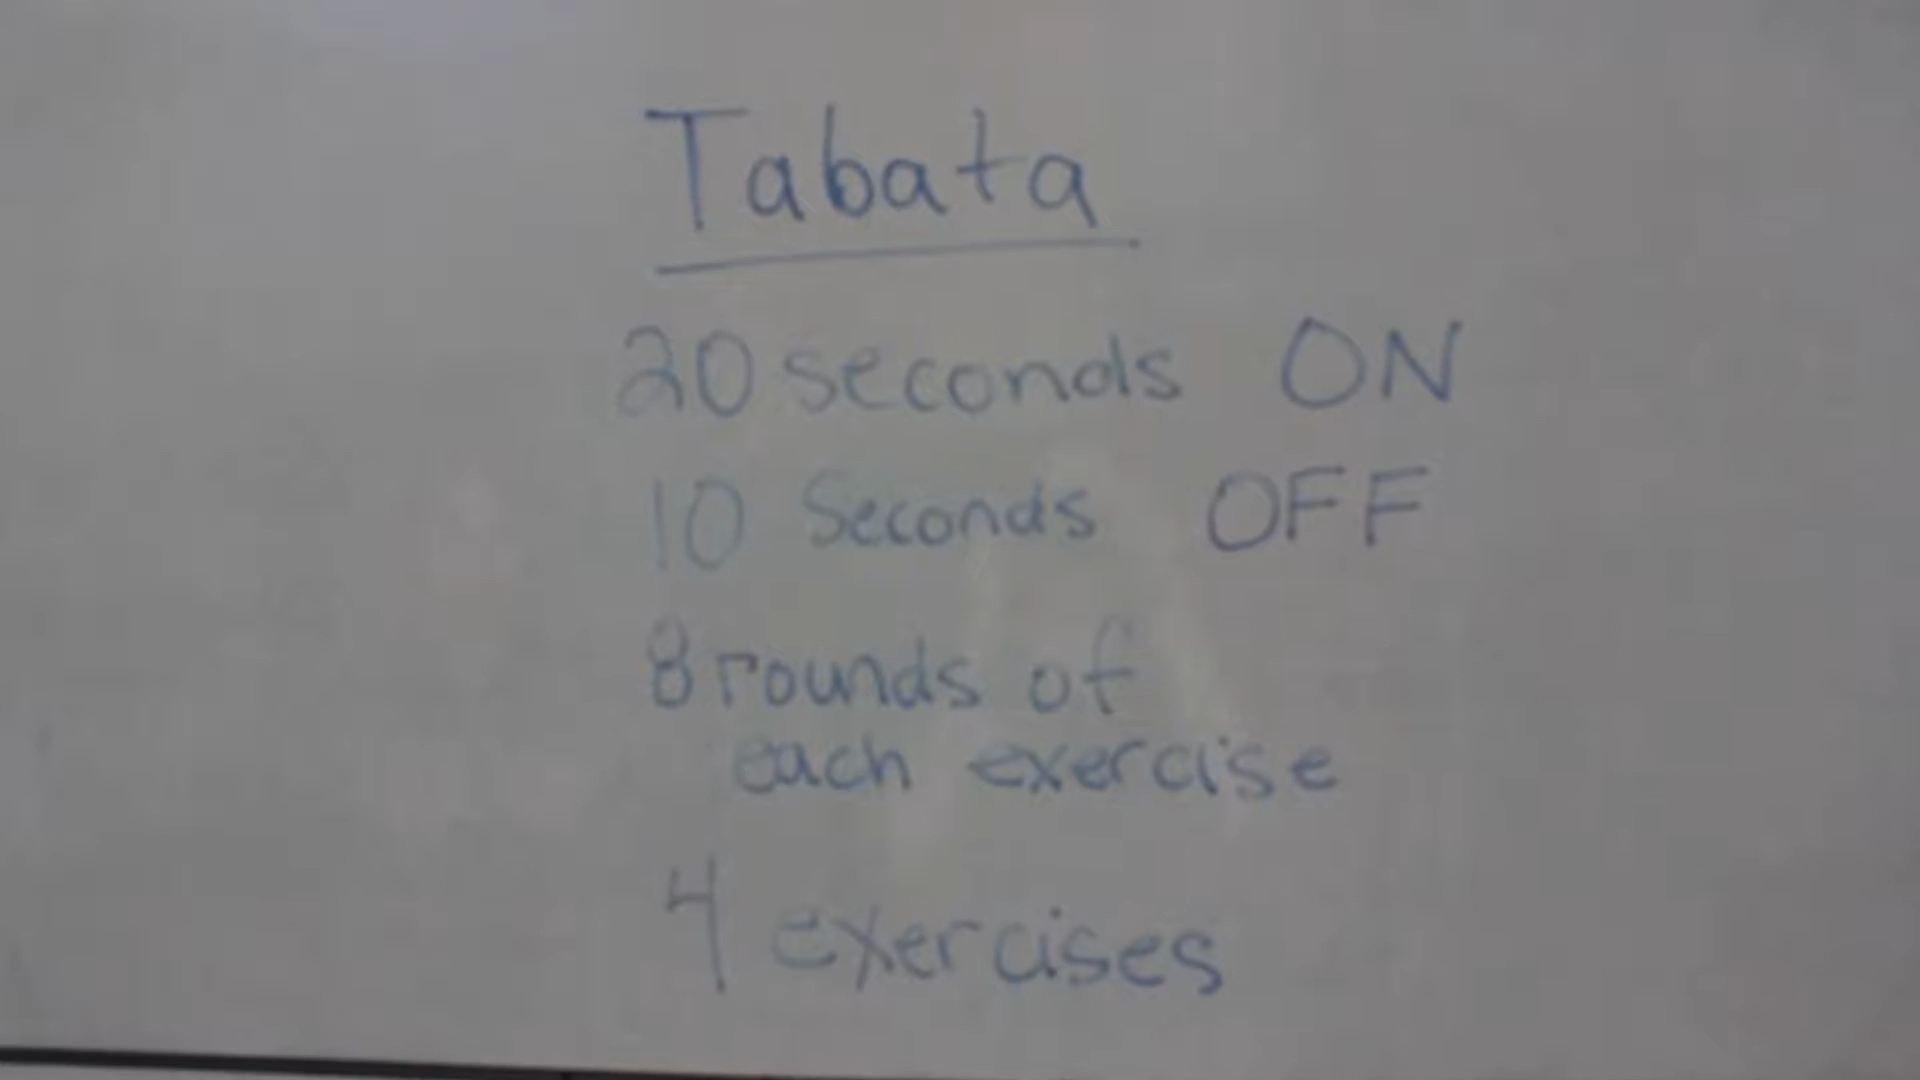 Tabata
20 seconds ON
10 Seconds OFF
8 rounds of
each exercise
4 exercises